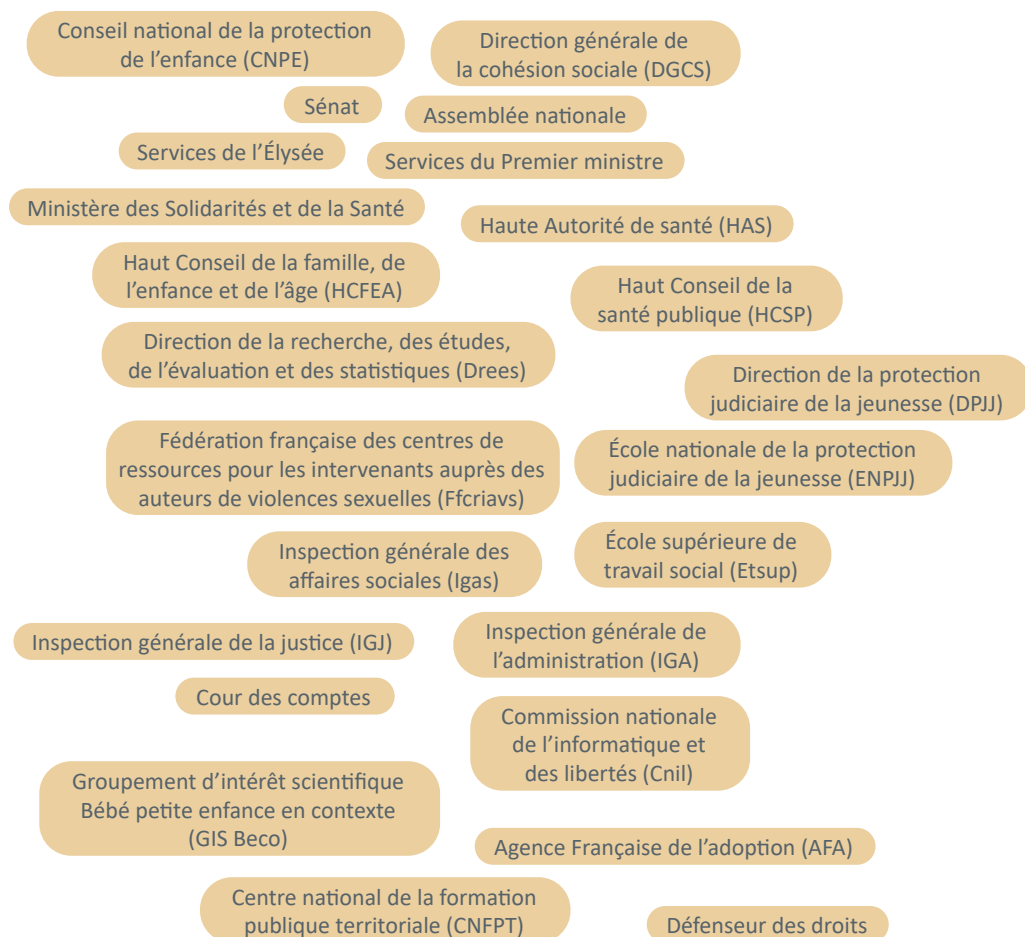 Conseil national de la protection
de l'enfance (CNPE)
Direction générale de
la cohésion sociale (DGCS)
Sénat
Assemblée nationale
Services de l'Élysée
Services du Premier ministre
Ministère des Solidarités et de la Santé
Haute Autorité de santé (HAS)
Haut Conseil de la famille, de
l'enfance et de l'âge (HCFEA)
Haut Conseil de la
santé publique (HCSP)
Direction de la recherche, des études,
de l'évaluation et des statistiques (Drees)
Direction de la protection
judiciaire de la jeunesse (DPJJ)
Fédération française des centres de
ressources pour les intervenants auprès des
auteurs de violences sexuelles (Ffcriavs)
École nationale de la protection
judiciaire de la jeunesse (ENPJJ)
Inspection générale des
affaires sociales (Igas)
École supérieure de
travail social (Etsup)
Inspection générale de la justice (IGJ)
Inspection générale de
l'administration (IGA)
Cour des comptes
Commission nationale
de l'informatique et
des libertés (Cnil)
Groupement d'intérêt scientifique
Bébé petite enfance en contexte
(GIS Beco)
Agence Française de l'adoption (AFA)
Centre national de la formation
publique territoriale (CNFPT)
Défenseur des droits